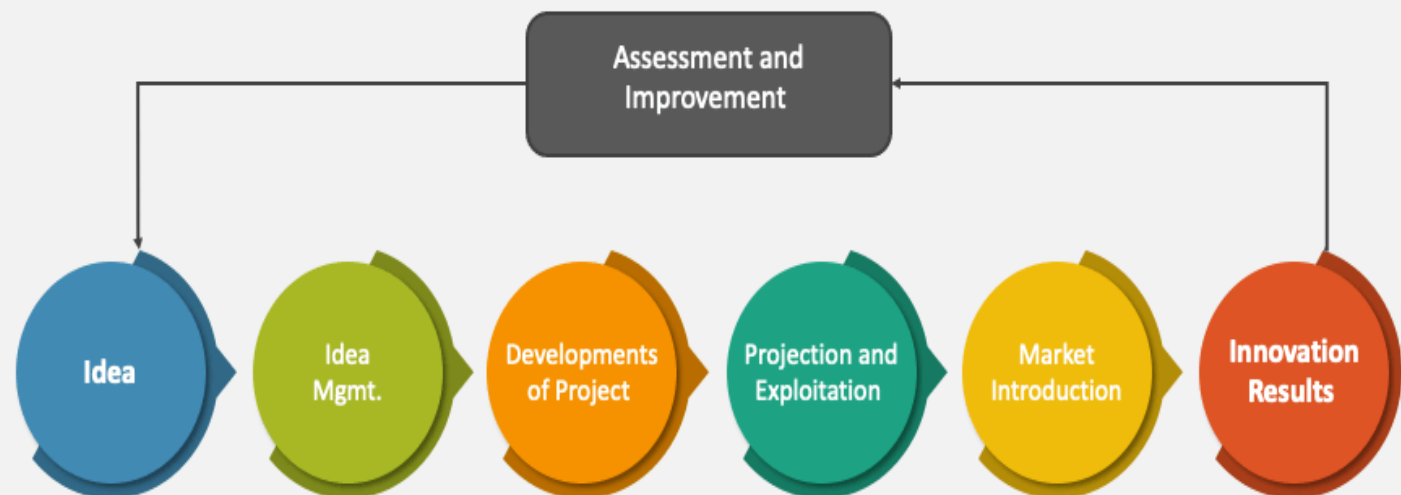 Assessment and
Improvement
Idea
Idea
Mgmt.
Developments
of Project
Projection and
Exploitation
Market
Introduction
Innovation
Results